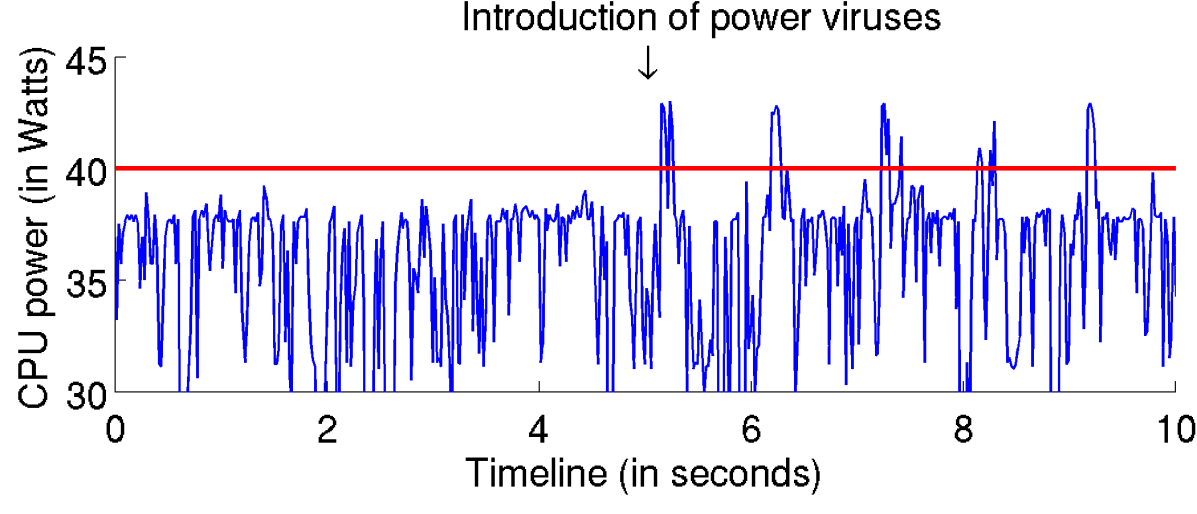 Introduction of power viruses
↓
CPU power (in Watts)
45
40
35
30
0 2 4 6 8 10
Timeline (in seconds)